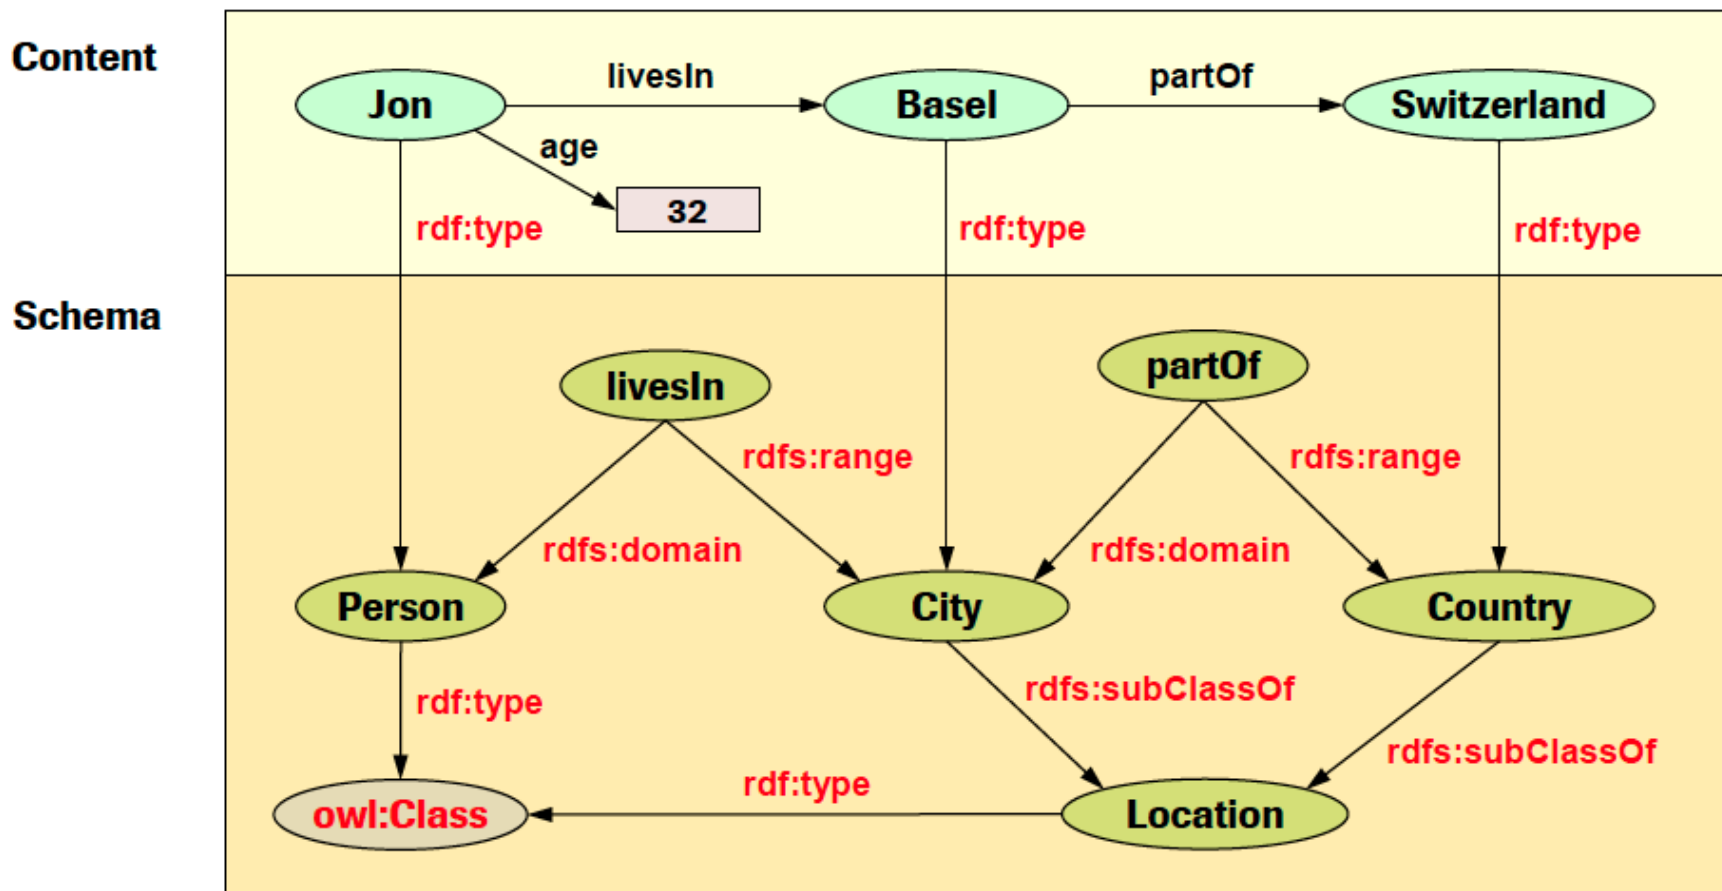 Content
livesIn
partOf
Jon
Basel
Switzerland
age
32
rdf:type
rdf:type
rdf:type
Schema
livesIn
partOf
rdfs:range
rdfs:range
rdfs:domain
rdfs:domain
Person
City
Country
rdf:type
rdfs:subClassOf
rdfs:subClassOf
rdf:type
owl:Class
Location